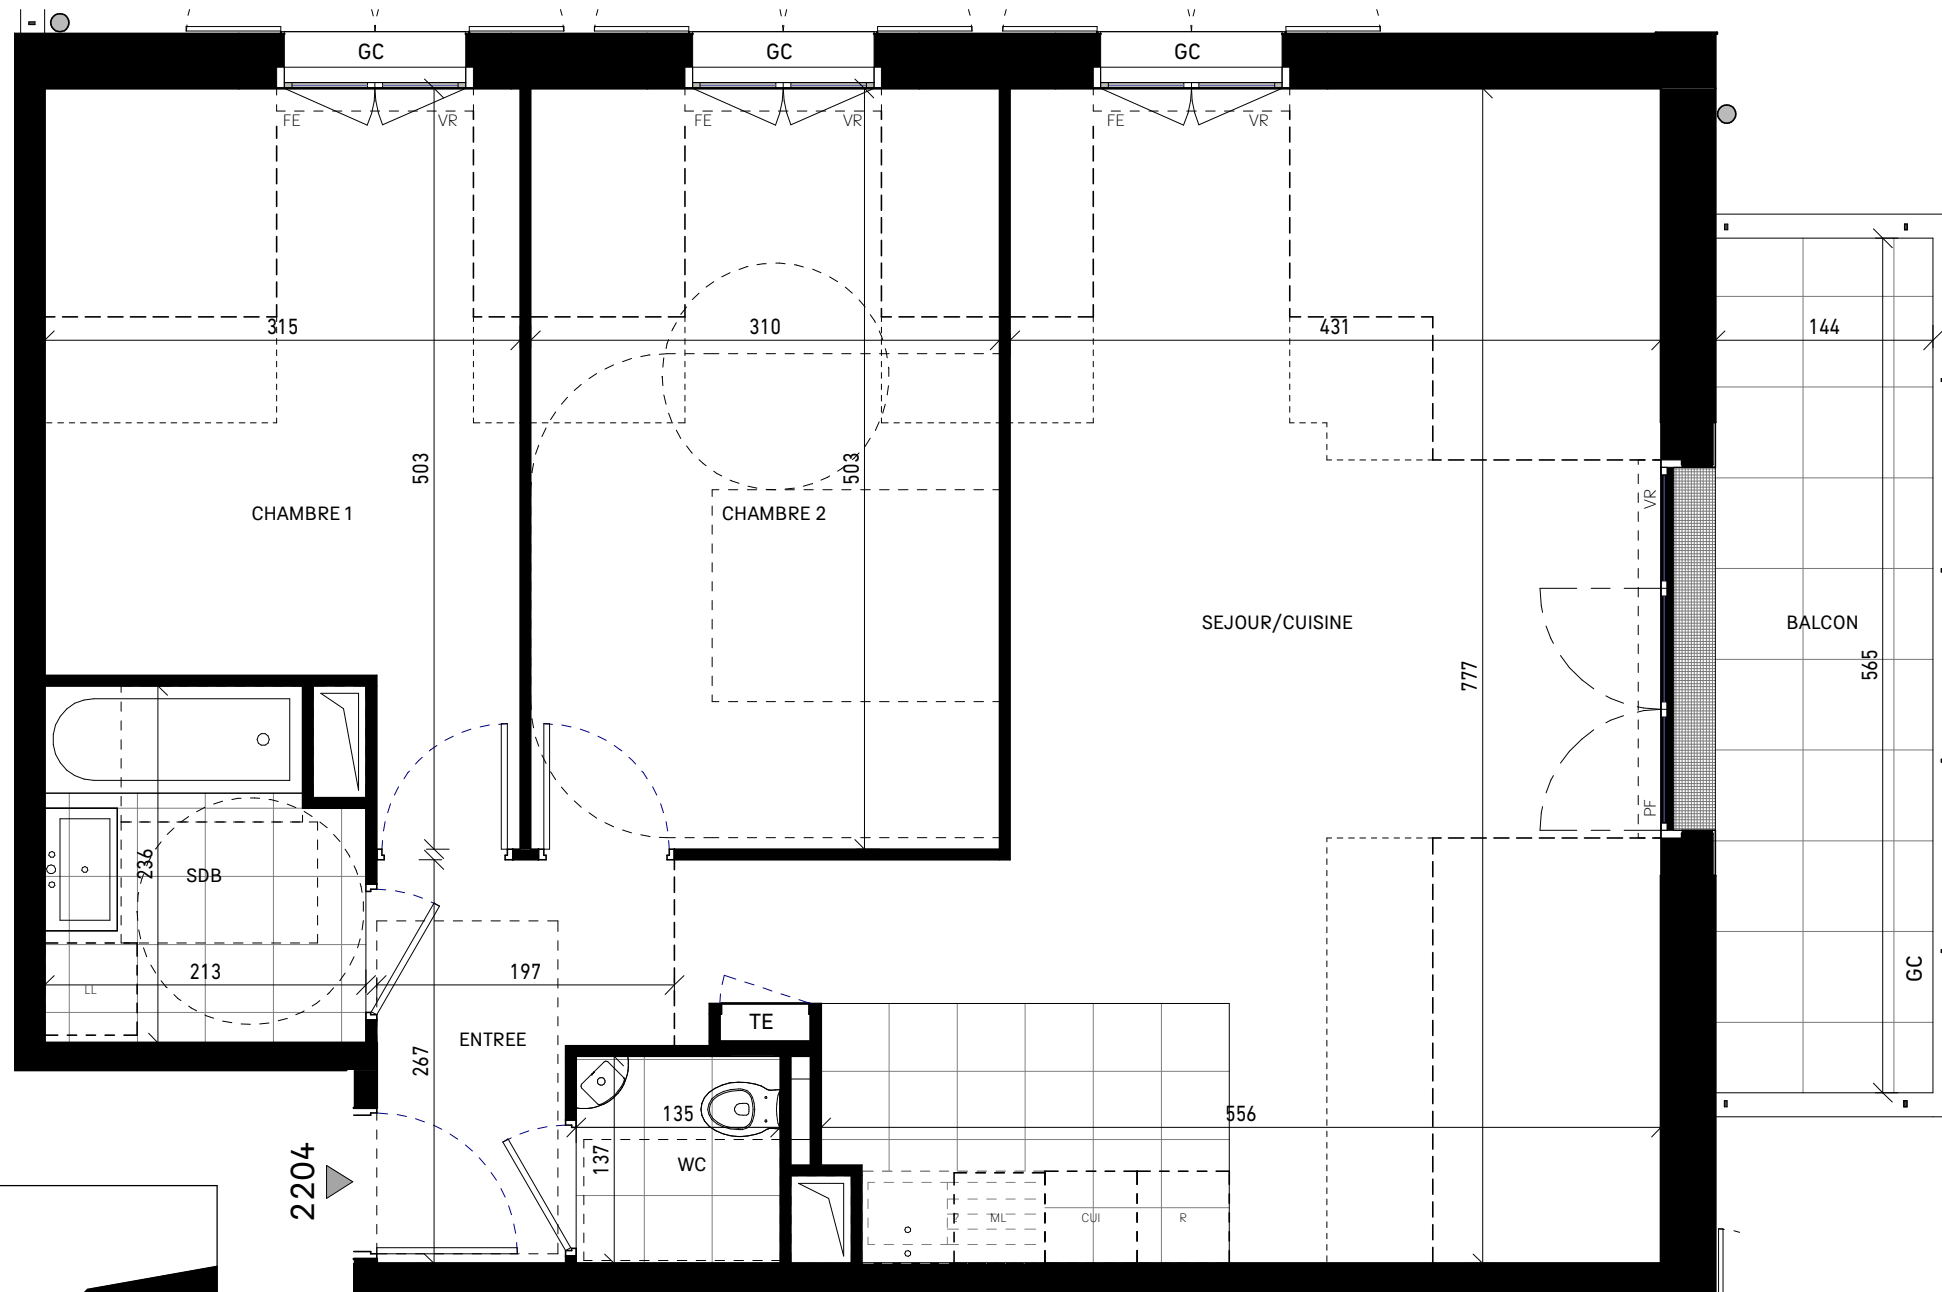 GC
GC
GC
FE
VR
FE
VR
FE
VR
315
310
431
144
503
503
CHAMBRE 1
CHAMBRE 2
VR
SEJOUR/CUISINE
BALCON
777
565
PF
236
SDB
213
197
GC
LL
TE
ENTREE
267
135
556
137
WC
2204
ML
CUI
R